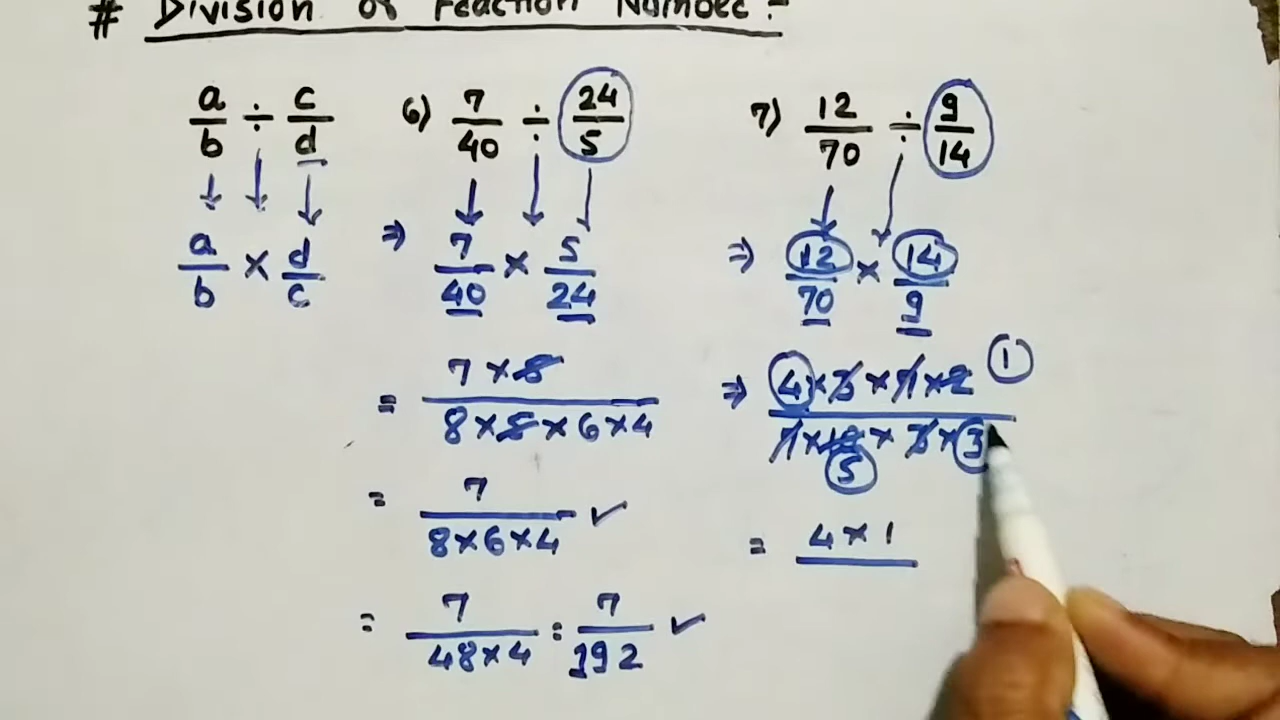 # Division of Fraction Number :-
a/b ÷ c/d
a/b × d/c
6) 7/40 ÷ 24/5
⇒ 7/40 × 5/24
= 7 × 5 / 8 × 5 × 6 × 4
= 7 / 8×6×4 ✓
= 7 / 48×4 = 7/192 ✓
7) 12/70 ÷ 9/14
⇒ 12/70 × 14/9
⇒ 4 × 3 × 7 × 2 1 / 7 × 10 × 3 × 3
5
= 4 × 1